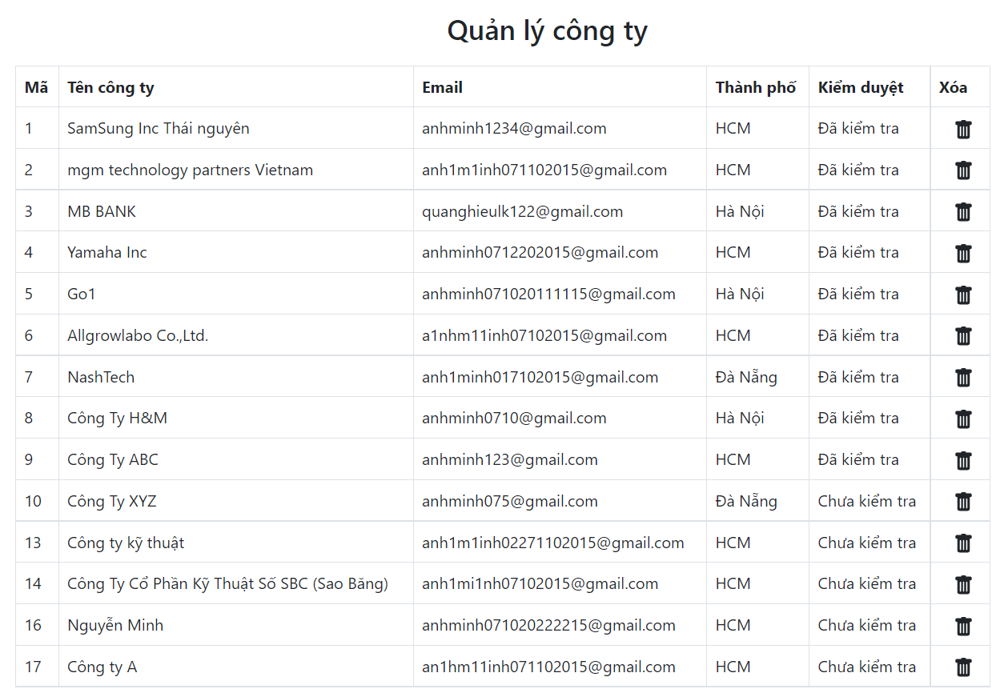 Quản lý công ty
Mã Tên công ty Email Thành phố Kiểm duyệt Xóa
1 SamSung Inc Thái nguyên anhminh1234@gmail.com HCM Đã kiểm tra
2 mgm technology partners Vietnam anh1m1inh071102015@gmail.com HCM Đã kiểm tra
3 MB BANK quanghieulk122@gmail.com Hà Nội Đã kiểm tra
4 Yamaha Inc anhminh0712202015@gmail.com HCM Đã kiểm tra
5 Go1 anhminh071020111115@gmail.com Hà Nội Đã kiểm tra
6 Allgrowlabo Co.,Ltd. a1nhm11inh07102015@gmail.com HCM Đã kiểm tra
7 NashTech anh1minh017102015@gmail.com Đà Nẵng Đã kiểm tra
8 Công Ty H&M anhminh0710@gmail.com Hà Nội Đã kiểm tra
9 Công Ty ABC anhminh123@gmail.com HCM Đã kiểm tra
10 Công Ty XYZ anhminh075@gmail.com Đà Nẵng Chưa kiểm tra
13 Công ty kỹ thuật anh1m1inh02271102015@gmail.com HCM Chưa kiểm tra
14 Công Ty Cổ Phần Kỹ Thuật Số SBC (Sao Băng) anh1mi1nh07102015@gmail.com HCM Chưa kiểm tra
16 Nguyễn Minh anhminh071020222215@gmail.com HCM Chưa kiểm tra
17 Công ty A an1hm11inh071102015@gmail.com HCM Chưa kiểm tra